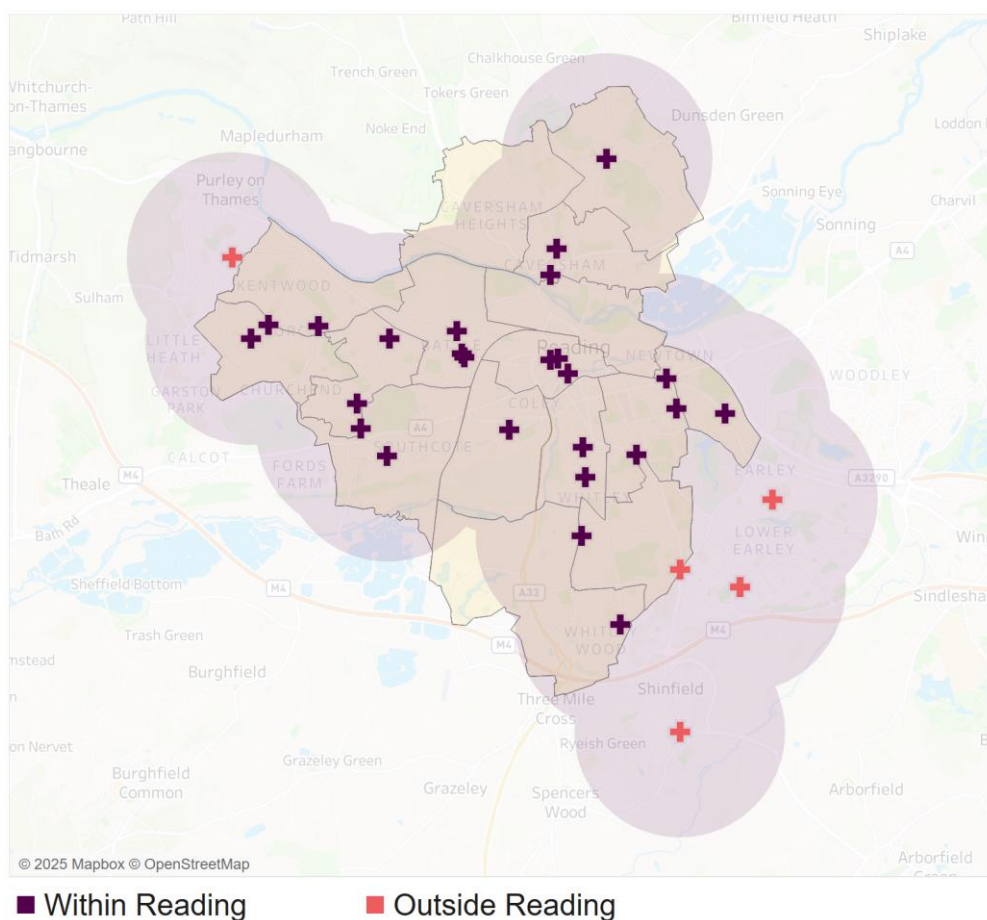 Path Hill
Binfield Heath
Shiplake
Chalkhouse Green
Whitchurch-
on-Thames
Trench Green
Tokers Green
Dunsden Green
Mapledurham
Noke End
Loddon
angbourne
Purley on
Thames
Sonning Eye
Charvil
CAVERSHAM
HEIGHTS
Sonning
A4
Tidmarsh
CAVERSHAM
KENTWOOD
Sulham
LITTLE
HEATH
Reading
NEWTOWN
WOODLEY
CHURCHEND
GARSTON
PARK
COLEY
A4
SOUTHCOTE
CALCOT
FORDS
FARM
EARLEY
A3290
M4
Theale
WHITLEY
Bath Rd
LOWER
EARLEY
Sheffield Bottom
M4
A33
Sindlesha
Trash Green
WHITLEY
WOOD
M4
M4
mstead
Burghfield
Shinfield
Three Mile
Cross
on Nervet
Ryeish Green
Grazeley Green
Burghfield
Common
Grazeley
Spencers
Wood
Arborfield
Arborfield
© 2025 Mapbox © OpenStreetMap
Within Reading
Outside Reading